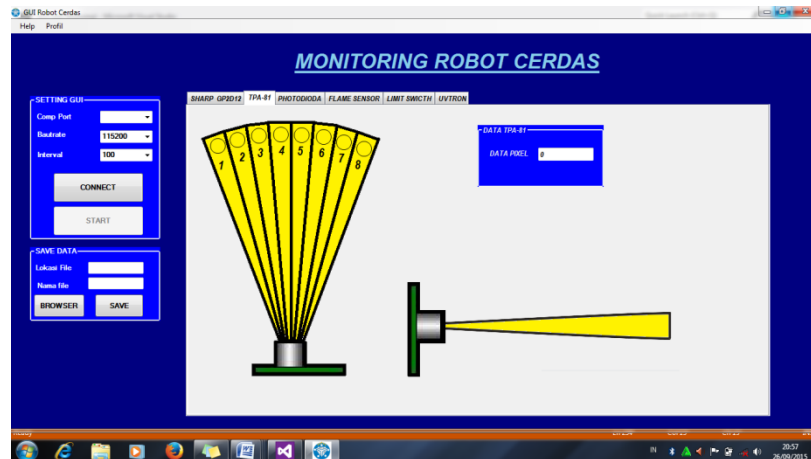 GUI Robot Cerdas
Help Profil
MONITORING ROBOT CERDAS
SETTING GUI
Comp Port
Bautrate 115200
Interval 100
CONNECT
START
SAVE DATA
Lokasi File
Nama file
BROWSER SAVE
SHARP GP2D12 TPA-81 PHOTODIODA FLAME SENSOR LIMIT SWICTH UVTRON
1 2 3 4 5 6 7 8
DATA TPA-81
DATA PIXEL 0
IN 20:57
26/09/2015